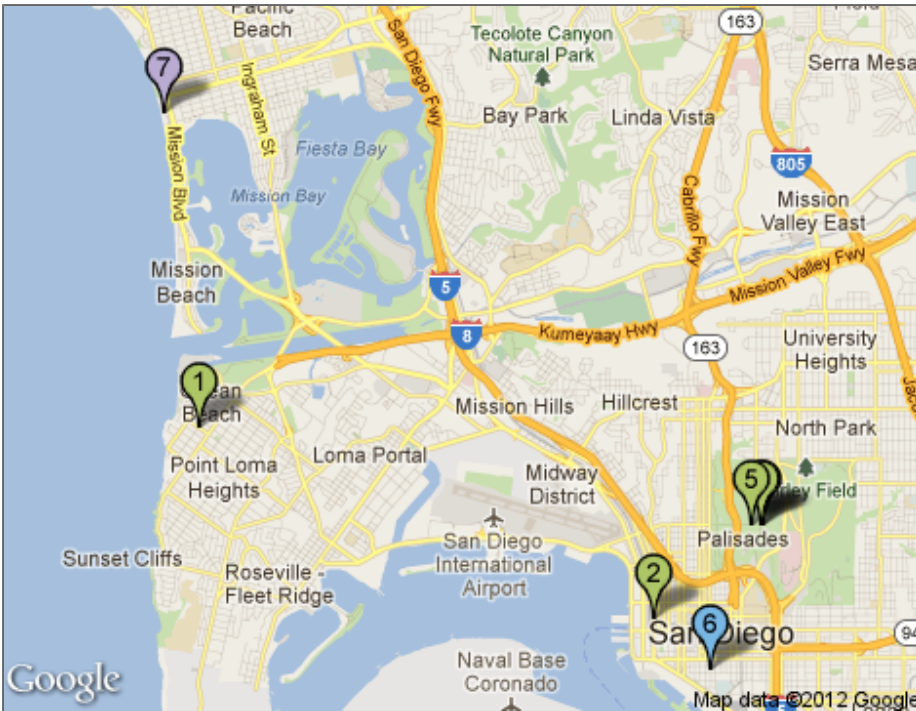 Pacific
Beach
163
Tecolote Canyon
Natural Park
Serra Mesa
San Diego Fwy
7
Ingraham St
Bay Park
Linda Vista
Mission Blvd
Fiesta Bay
805
Mission Bay
Cabrillo Fwy
Mission
Valley East
Mission
Beach
5
Mission Valley Fwy
8
Kumeyaay Hwy
163
University
Heights
1
Beach
Mission Hills
Hillcrest
North Park
Loma Portal
Point Loma
Heights
Midway
District
5
Field
San Diego
International
Airport
Palisades
Sunset Cliffs
Roseville -
Fleet Ridge
2
6
San Diego
94
Naval Base
Coronado
Google
Map data ©2012 Google